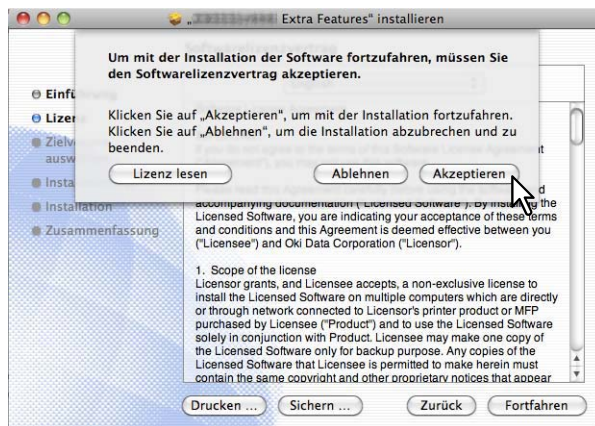 Extra Features" installieren
Um mit der Installation der Software fortzufahren, müssen Sie
den Softwarelizenzvertrag akzeptieren.
Klicken Sie auf „Akzeptieren“, um mit der Installation fortzufahren.
Klicken Sie auf „Ablehnen“, um die Installation abzubrechen und zu
beenden.
Lizenz lesen
Ablehnen
Akzeptieren
Einfü
Lizen
Zielv
ausw
Insta
Installation
Zusammenfassung
accompanying documentation ("Licensed Software"). By installing the
Licensed Software, you are indicating your acceptance of these terms
and conditions and this Agreement is deemed effective between you
("Licensee") and Oki Data Corporation ("Licensor").
1. Scope of the license
Licensor grants, and Licensee accepts, a non-exclusive license to
install the Licensed Software on multiple computers which are directly
or through network connected to Licensor's printer product or MFP
purchased by Licensee ("Product") and to use the Licensed Software
solely in conjunction with Product. Licensee may make one copy of
the Licensed Software only for backup purpose. Any copies of the
Licensed Software that Licensee is permitted to make herein must
contain the same copyright and other proprietary notices that appear
Drucken ...
Sichern ...
Zurück
Fortfahren